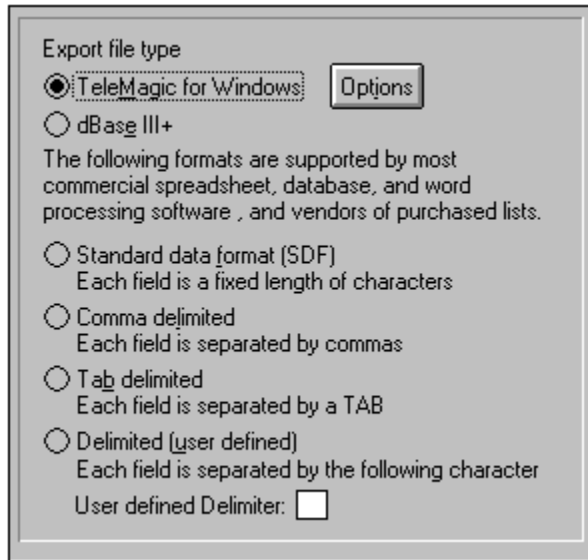 Export file type
TeleMagic for Windows Options
dBase III+
The following formats are supported by most
commercial spreadsheet, database, and word
processing software , and vendors of purchased lists.
Standard data format (SDF)
Each field is a fixed length of characters
Comma delimited
Each field is separated by commas
Tab delimited
Each field is separated by a TAB
Delimited (user defined)
Each field is separated by the following character
User defined Delimiter: